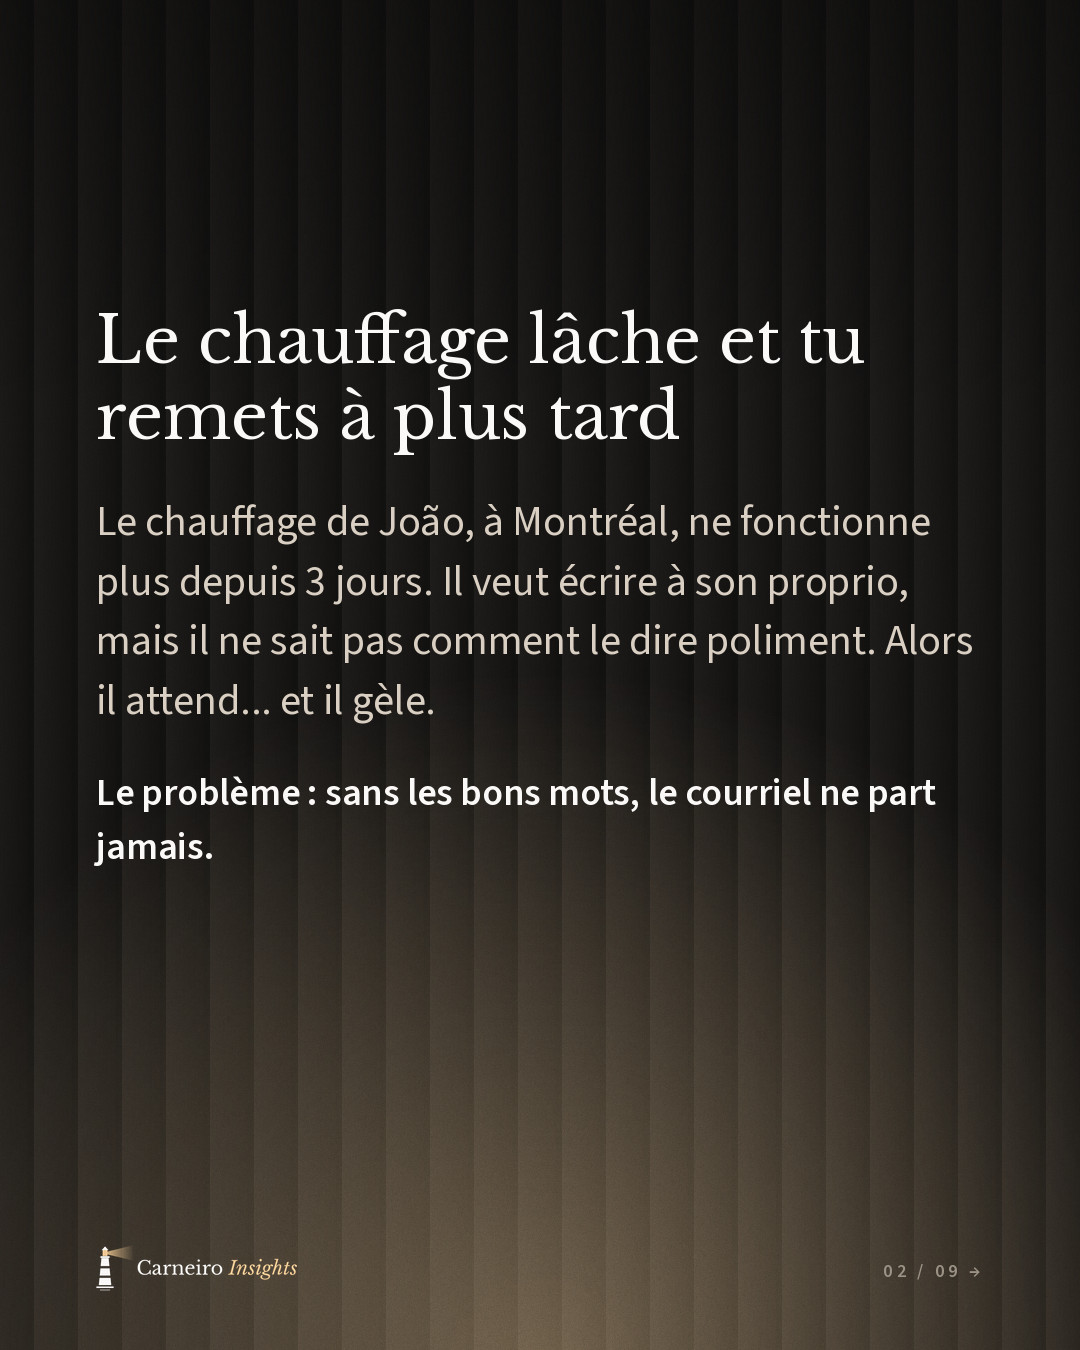 Le chauffage lâche et tu
remets à plus tard
Le chauffage de João, à Montréal, ne fonctionne
plus depuis 3 jours. Il veut écrire à son proprio,
mais il ne sait pas comment le dire poliment. Alors
il attend... et il gèle.
Le problème : sans les bons mots, le courriel ne part
jamais.
Carneiro Insights
02 / 09 →